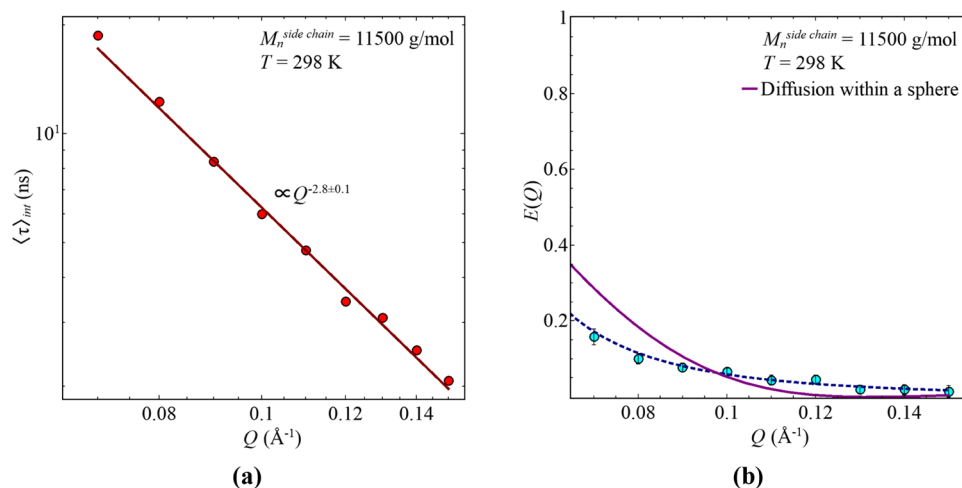 M_n^side chain = 11500 g/mol
T = 298 K
10¹
∝Q^-2.8±0.1
⟨τ⟩_int (ns)
0.08 0.1 0.12 0.14
Q (Å⁻¹)
(a)
M_n^side chain = 11500 g/mol
T = 298 K
Diffusion within a sphere
1
0.8
0.6
0.4
0.2
E(Q)
0.08 0.1 0.12 0.14
Q (Å⁻¹)
(b)